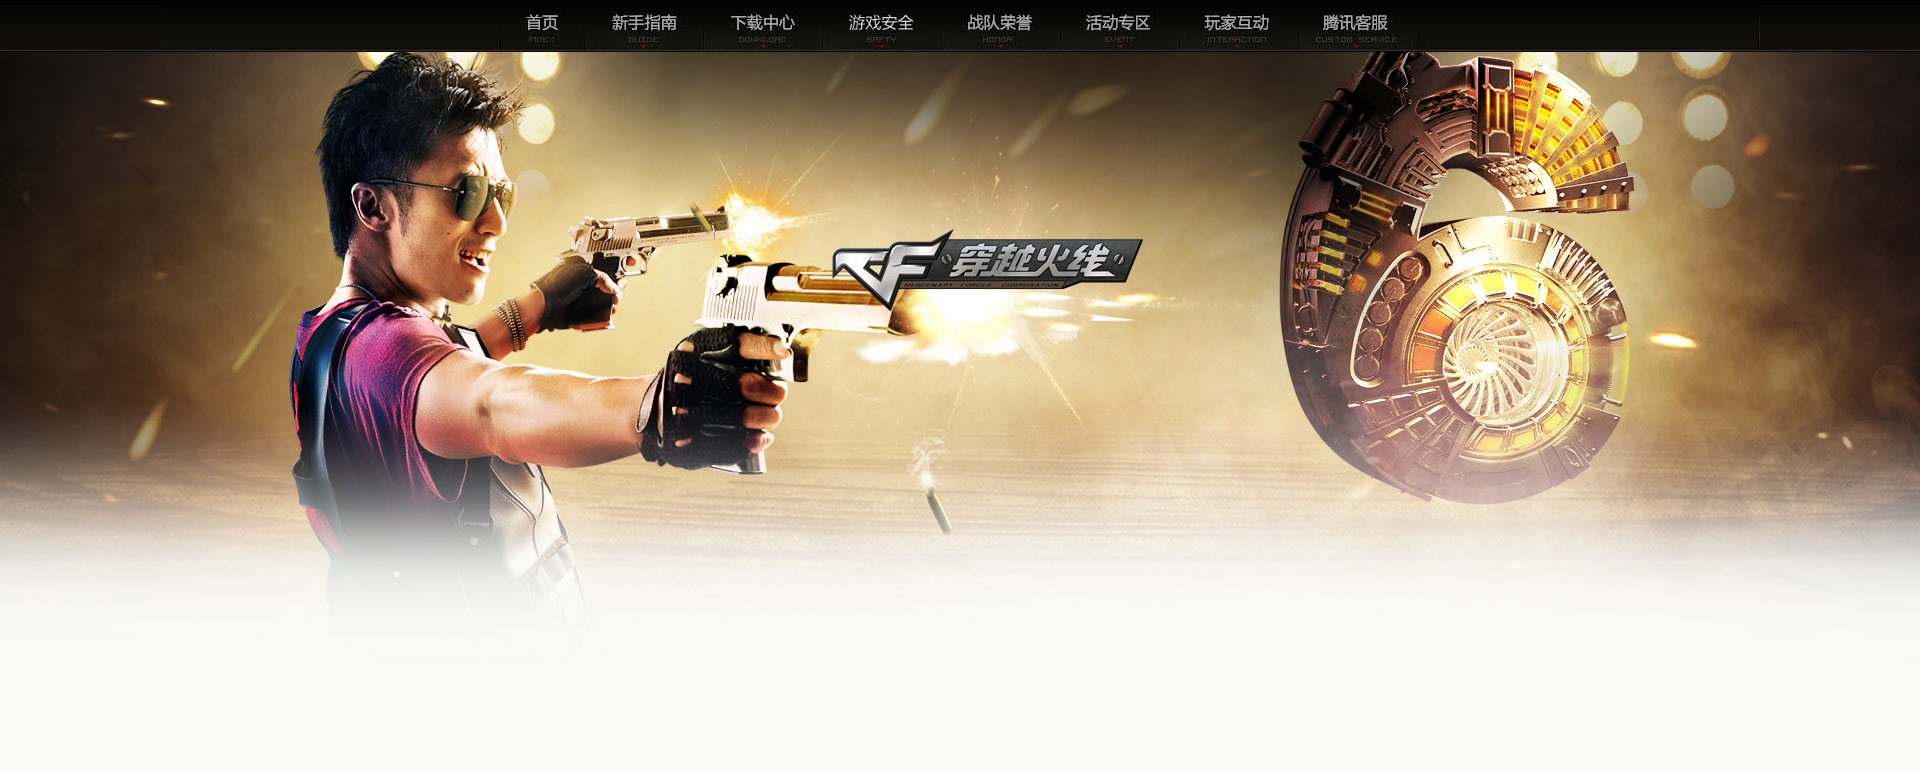 首页 新手指南 下载中心 游戏安全 战队荣誉 活动专区 玩家互动 腾讯客服
INDEX GUIDE DOWNLOAD SAFTY HONOR EVENT INTERACTION CUSTOM SERVICE
CF 穿越火线
MERCENARY FORCES CORPORATION
6